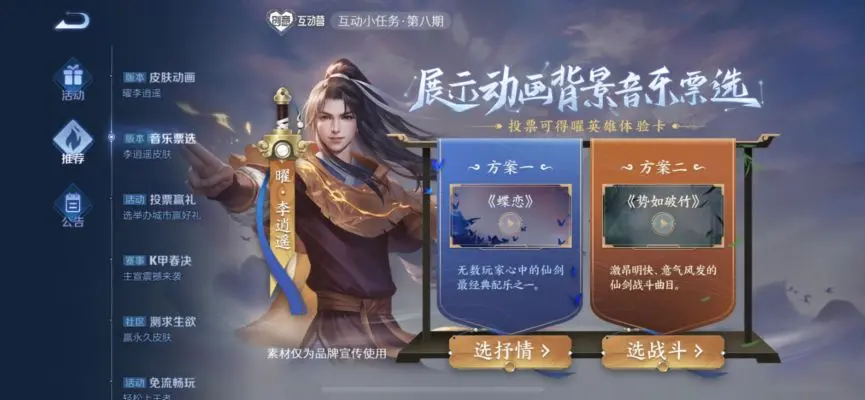 创意互动营
互动小任务·第八期
活动
推荐
公告
版本 皮肤动画
曜李逍遥
版本 音乐票选
李逍遥皮肤
活动 投票赢礼
选举办城市赢好礼
赛事 K甲春决
主宣震撼来袭
社区 测求生欲
赢永久皮肤
活动 免流畅玩
轻松上王者
曜·李逍遥
素材仅为品牌宣传使用
展示动画背景音乐票选
投票可得曜英雄体验卡
方案一
《蝶恋》
无数玩家心中的仙剑
最经典配乐之一。
选抒情
方案二
《势如破竹》
激昂明快、意气风发的
仙剑战斗曲目。
选战斗